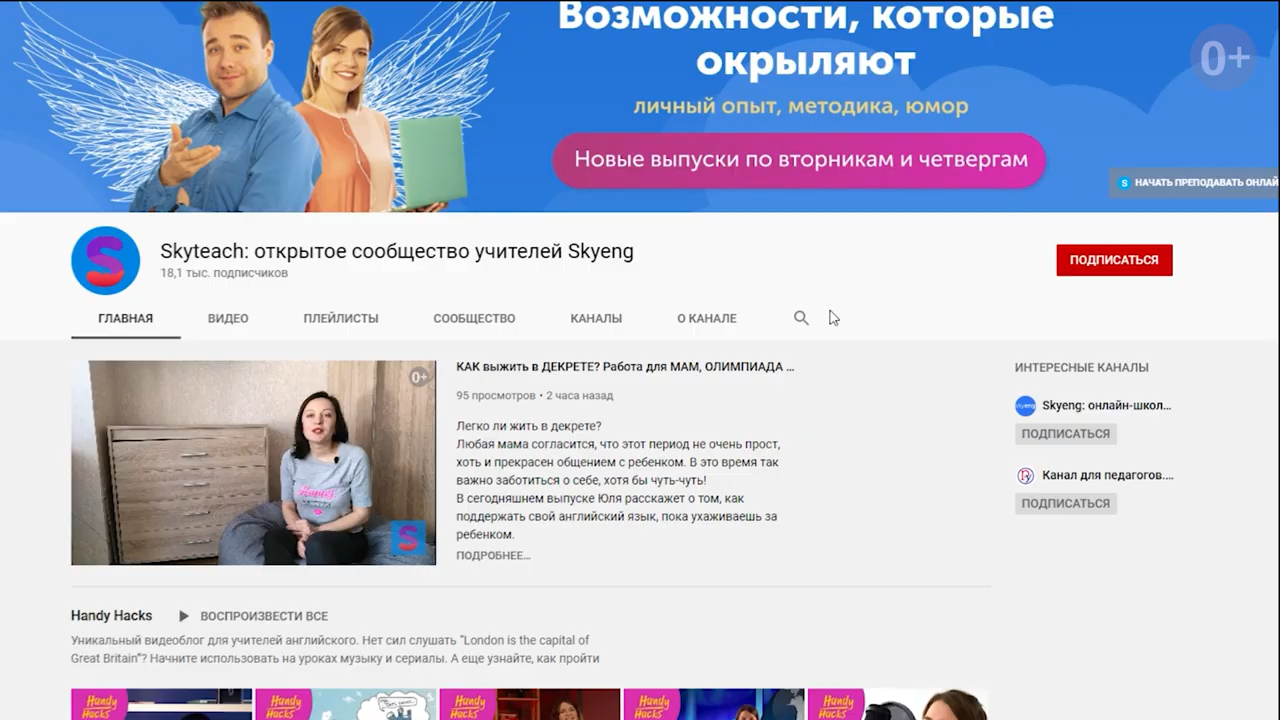 Возможности, которые
окрыляют
0+
личный опыт, методика, юмор
Новые выпуски по вторникам и четвергам
S НАЧАТЬ ПРЕПОДАВАТЬ ОНЛАЙ
S
Skyteach: открытое сообщество учителей Skyeng
18,1 тыс. подписчиков
ПОДПИСАТЬСЯ
ГЛАВНАЯ ВИДЕО ПЛЕЙЛИСТЫ СООБЩЕСТВО КАНАЛЫ О КАНАЛЕ
0+
S
КАК выжить в ДЕКРЕТЕ? Работа для МАМ, ОЛИМПИАДА ...
95 просмотров • 2 часа назад
Легко ли жить в декрете?
Любая мама согласится, что этот период не очень прост,
хоть и прекрасен общением с ребенком. В это время так
важно заботиться о себе, хотя бы чуть-чуть!
В сегодняшнем выпуске Юля расскажет о том, как
поддержать свой английский язык, пока ухаживаешь за
ребенком.
ПОДРОБНЕЕ...
ИНТЕРЕСНЫЕ КАНАЛЫ
skyeng Skyeng: онлайн-школ...
ПОДПИСАТЬСЯ
Канал для педагогов....
ПОДПИСАТЬСЯ
Handy Hacks ВОСПРОИЗВЕСТИ ВСЕ
Уникальный видеоблог для учителей английского. Нет сил слушать "London is the capital of
Great Britain"? Начните использовать на уроках музыку и сериалы. А еще узнайте, как пройти
Handy
Hacks
Handy
Hacks
Handy
Hacks
Handy
Hacks
Handy
Hacks